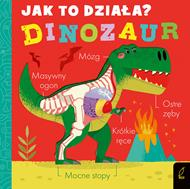 JAK TO DZIAŁA?
DINOZAUR
Mózg
Masywny
ogon
Ostre
zęby
Krótkie
ręce
Mocne stopy